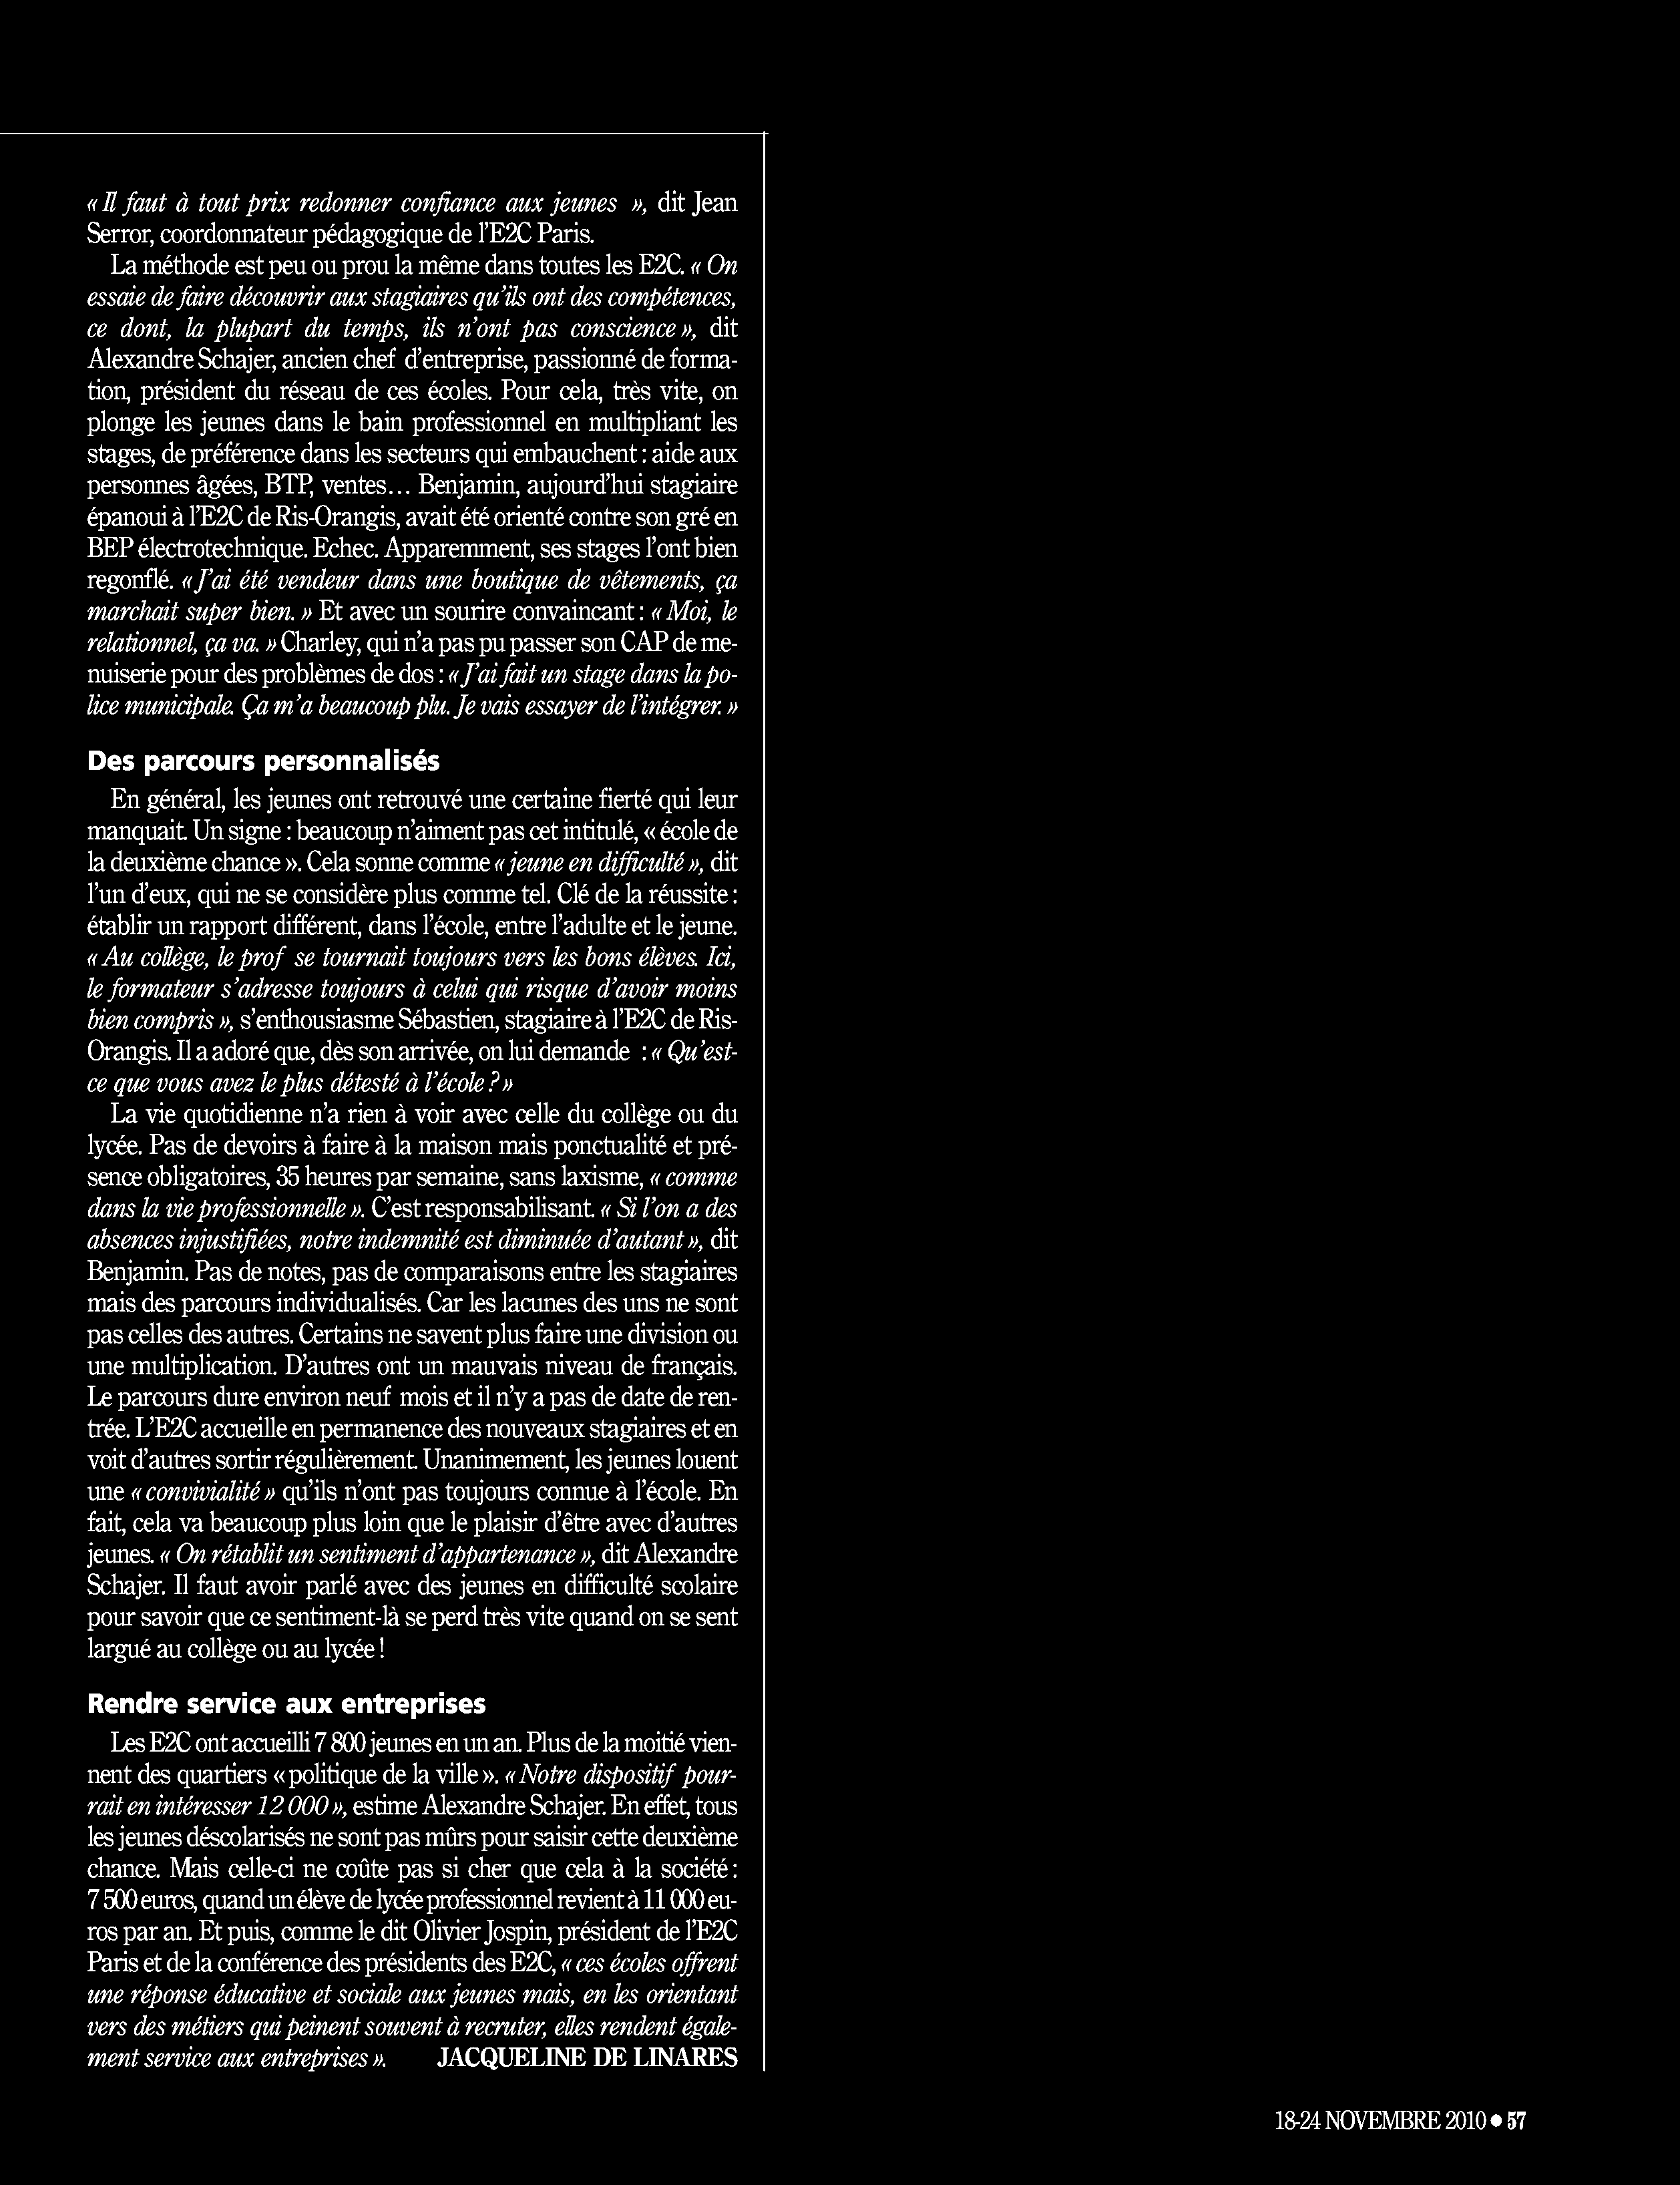 « Il faut à tout prix redonner confiance aux jeunes », dit Jean
Serror, coordonnateur pédagogique de l’E2C Paris.
La méthode est peu ou prou la même dans toutes les E2C. « On
essaie de faire découvrir aux stagiaires qu’ils ont des compétences,
ce dont, la plupart du temps, ils n’ont pas conscience », dit
Alexandre Schajer, ancien chef d’entreprise, passionné de forma-
tion, président du réseau de ces écoles. Pour cela, très vite, on
plonge les jeunes dans le bain professionnel en multipliant les
stages, de préférence dans les secteurs qui embauchent : aide aux
personnes âgées, BTP, ventes… Benjamin, aujourd’hui stagiaire
épanoui à l’E2C de Ris-Orangis, avait été orienté contre son gré en
BEP électrotechnique. Echec. Apparemment, ses stages l’ont bien
regonflé. « J’ai été vendeur dans une boutique de vêtements, ça
marchait super bien. » Et avec un sourire convaincant : « Moi, le
relationnel, ça va. » Charley, qui n’a pas pu passer son CAP de me-
nuiserie pour des problèmes de dos : « J’ai fait un stage dans la po-
lice municipale. Ça m’a beaucoup plu. Je vais essayer de l’intégrer. »
Des parcours personnalisés
En général, les jeunes ont retrouvé une certaine fierté qui leur
manquait. Un signe : beaucoup n’aiment pas cet intitulé, « école de
la deuxième chance ». Cela sonne comme « jeune en difficulté », dit
l’un d’eux, qui ne se considère plus comme tel. Clé de la réussite :
établir un rapport différent, dans l’école, entre l’adulte et le jeune.
« Au collège, le prof se tournait toujours vers les bons élèves. Ici,
le formateur s’adresse toujours à celui qui risque d’avoir moins
bien compris », s’enthousiasme Sébastien, stagiaire à l’E2C de Ris-
Orangis. Il a adoré que, dès son arrivée, on lui demande : « Qu’est-
ce que vous avez le plus détesté à l’école ? »
La vie quotidienne n’a rien à voir avec celle du collège ou du
lycée. Pas de devoirs à faire à la maison mais ponctualité et pré-
sence obligatoires, 35 heures par semaine, sans laxisme, « comme
dans la vie professionnelle ». C’est responsabilisant. « Si l’on a des
absences injustifiées, notre indemnité est diminuée d’autant », dit
Benjamin. Pas de notes, pas de comparaisons entre les stagiaires
mais des parcours individualisés. Car les lacunes des uns ne sont
pas celles des autres. Certains ne savent plus faire une division ou
une multiplication. D’autres ont un mauvais niveau de français.
Le parcours dure environ neuf mois et il n’y a pas de date de ren-
trée. L’E2C accueille en permanence des nouveaux stagiaires et en
voit d’autres sortir régulièrement. Unanimement, les jeunes louent
une « convivialité » qu’ils n’ont pas toujours connue à l’école. En
fait, cela va beaucoup plus loin que le plaisir d’être avec d’autres
jeunes. « On rétablit un sentiment d’appartenance », dit Alexandre
Schajer. Il faut avoir parlé avec des jeunes en difficulté scolaire
pour savoir que ce sentiment-là se perd très vite quand on se sent
largué au collège ou au lycée !
Rendre service aux entreprises
Les E2C ont accueilli 7 800 jeunes en un an. Plus de la moitié vien-
nent des quartiers « politique de la ville ». « Notre dispositif pour-
rait en intéresser 12 000 », estime Alexandre Schajer. En effet, tous
les jeunes déscolarisés ne sont pas mûrs pour saisir cette deuxième
chance. Mais celle-ci ne coûte pas si cher que cela à la société :
7 500 euros, quand un élève de lycée professionnel revient à 11 000 eu-
ros par an. Et puis, comme le dit Olivier Jospin, président de l’E2C
Paris et de la conférence des présidents des E2C, « ces écoles offrent
une réponse éducative et sociale aux jeunes mais, en les orientant
vers des métiers qui peinent souvent à recruter, elles rendent égale-
ment service aux entreprises ». JACQUELINE DE LINARES
18-24 NOVEMBRE 2010 • 57